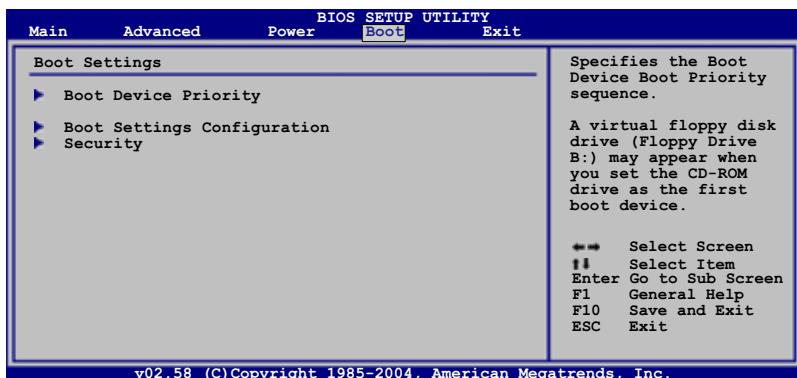 BIOS SETUP UTILITY
Main Advanced Power Boot Exit
Boot Settings
Boot Device Priority
Boot Settings Configuration
Security
Specifies the Boot
Device Boot Priority
sequence.
A virtual floppy disk
drive (Floppy Drive
B:) may appear when
you set the CD-ROM
drive as the first
boot device.
Select Screen
Select Item
Enter Go to Sub Screen
F1 General Help
F10 Save and Exit
ESC Exit
v02.58 (C)Copyright 1985-2004, American Megatrends, Inc.